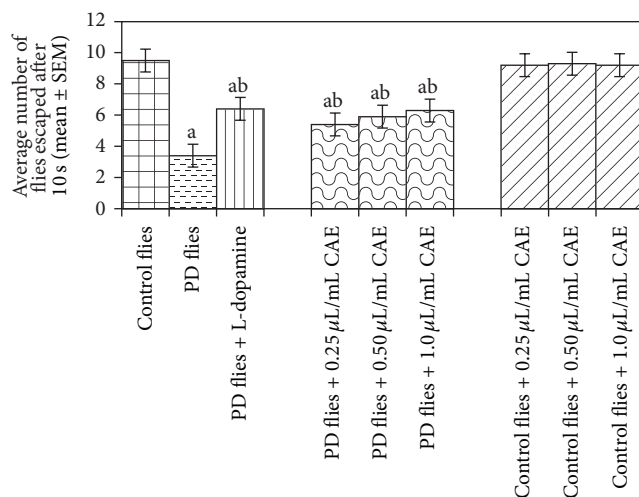 Average number of
flies escaped after
10 s (mean ± SEM)
12
10
8
6
4
2
0
a
ab
ab
ab
ab
Control flies
PD flies
PD flies + L-dopamine
PD flies + 0.25 μL/mL CAE
PD flies + 0.50 μL/mL CAE
PD flies + 1.0 μL/mL CAE
Control flies + 0.25 μL/mL CAE
Control flies + 0.50 μL/mL CAE
Control flies + 1.0 μL/mL CAE